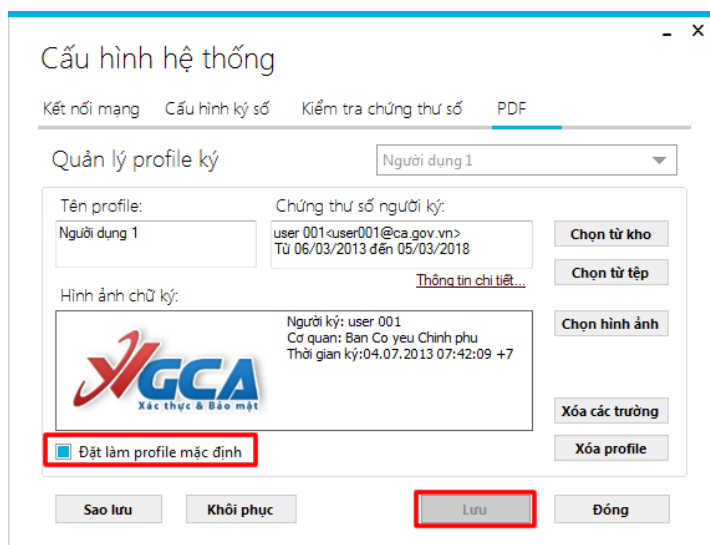 Cấu hình hệ thống
Kết nối mạng Cấu hình ký số Kiểm tra chứng thư số PDF
Quản lý profile ký Người dụng 1
Tên profile: Chứng thư số người ký:
Người dụng 1
user 001<user001@ca.gov.vn>
Từ 06/03/2013 đến 05/03/2018
Chọn từ kho
Thông tin chi tiết...
Chọn từ tệp
Hình ảnh chữ ký:
VGCA
Xác thực & Bảo mật
Người ký: user 001
Cơ quan: Ban Co yeu Chinh phu
Thời gian ký:04.07.2013 07:42:09 +7
Chọn hình ảnh
Xóa các trường
Đặt làm profile mặc định
Xóa profile
Sao lưu Khôi phục Lưu Đóng